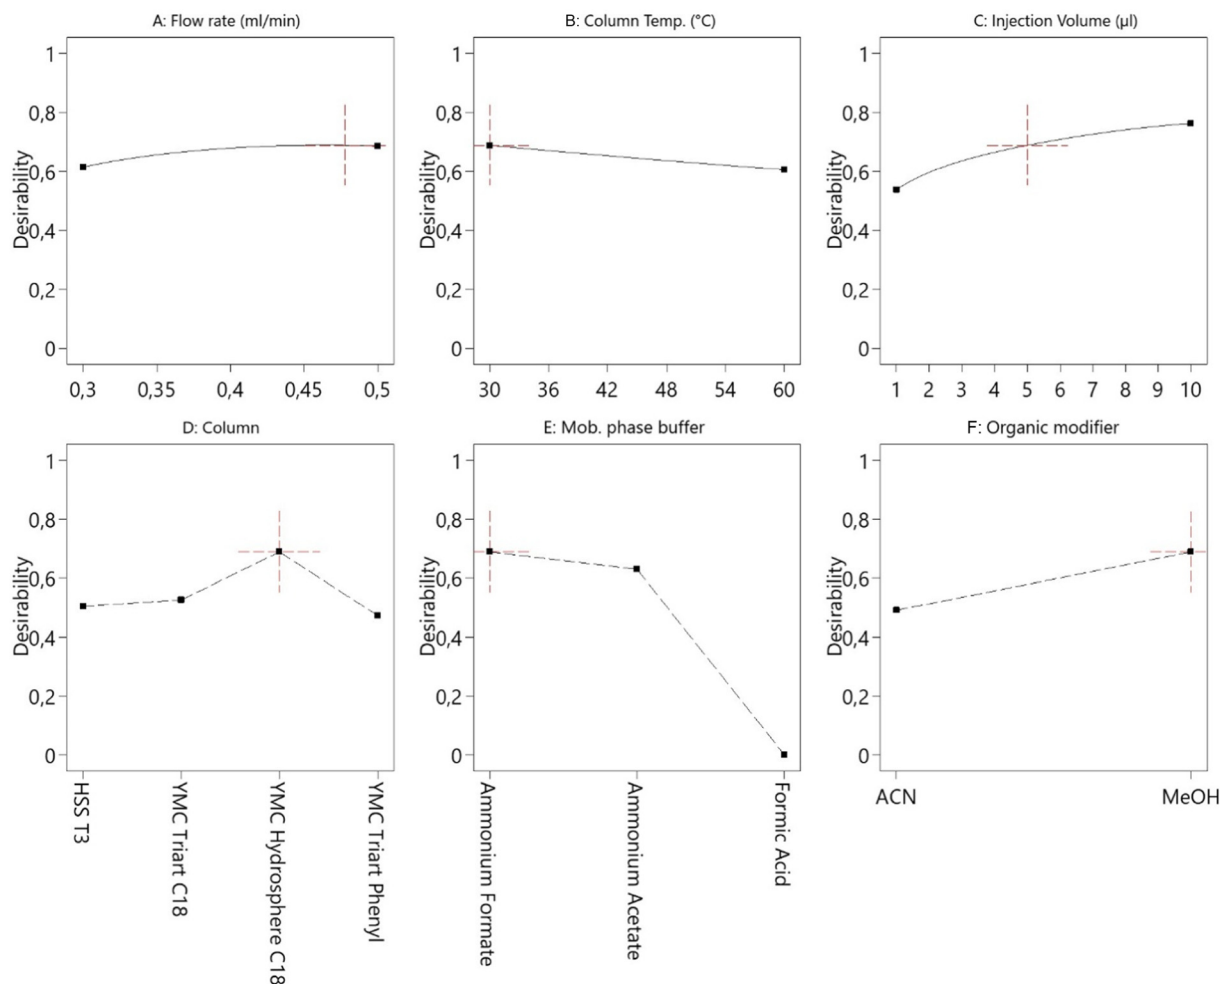 A: Flow rate (ml/min)
Desirability
1
0,8
0,6
0,4
0,2
0
0,3 0,35 0,4 0,45 0,5
B: Column Temp. (°C)
Desirability
1
0,8
0,6
0,4
0,2
0
30 36 42 48 54 60
C: Injection Volume (µl)
Desirability
1
0,8
0,6
0,4
0,2
0
1 2 3 4 5 6 7 8 9 10
D: Column
Desirability
1
0,8
0,6
0,4
0,2
0
HSS T3
YMC Triart C18
YMC Hydrosphere C18
YMC Triart Phenyl
E: Mob. phase buffer
Desirability
1
0,8
0,6
0,4
0,2
0
Ammonium Formate
Ammonium Acetate
Formic Acid
F: Organic modifier
Desirability
1
0,8
0,6
0,4
0,2
0
ACN MeOH